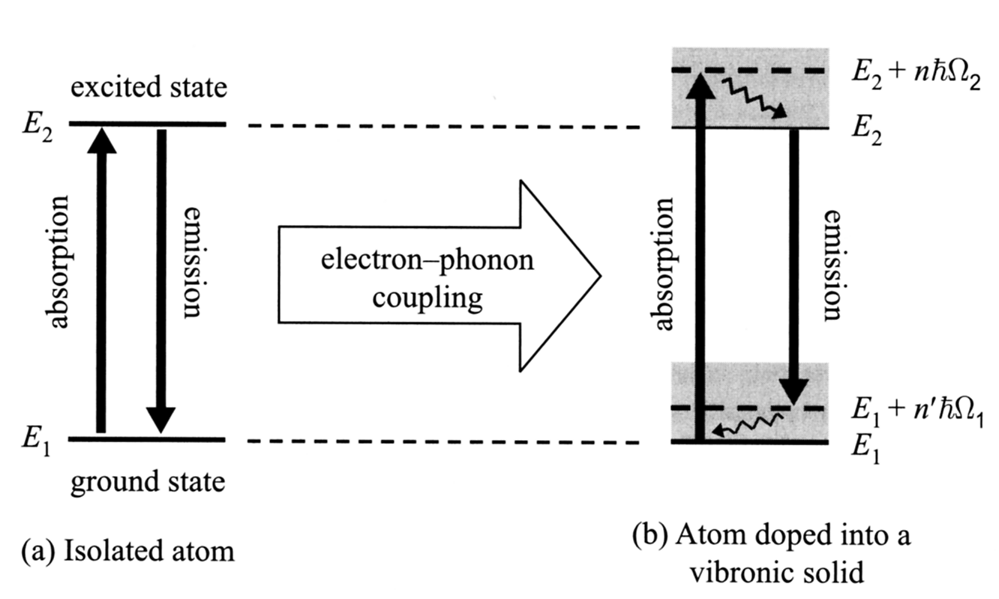 excited state
E₂
absorption
emission
E₁
ground state
(a) Isolated atom
electron–phonon
coupling
E₂ + nħΩ₂
E₂
absorption
emission
E₁ + n′ħΩ₁
E₁
(b) Atom doped into a
vibronic solid